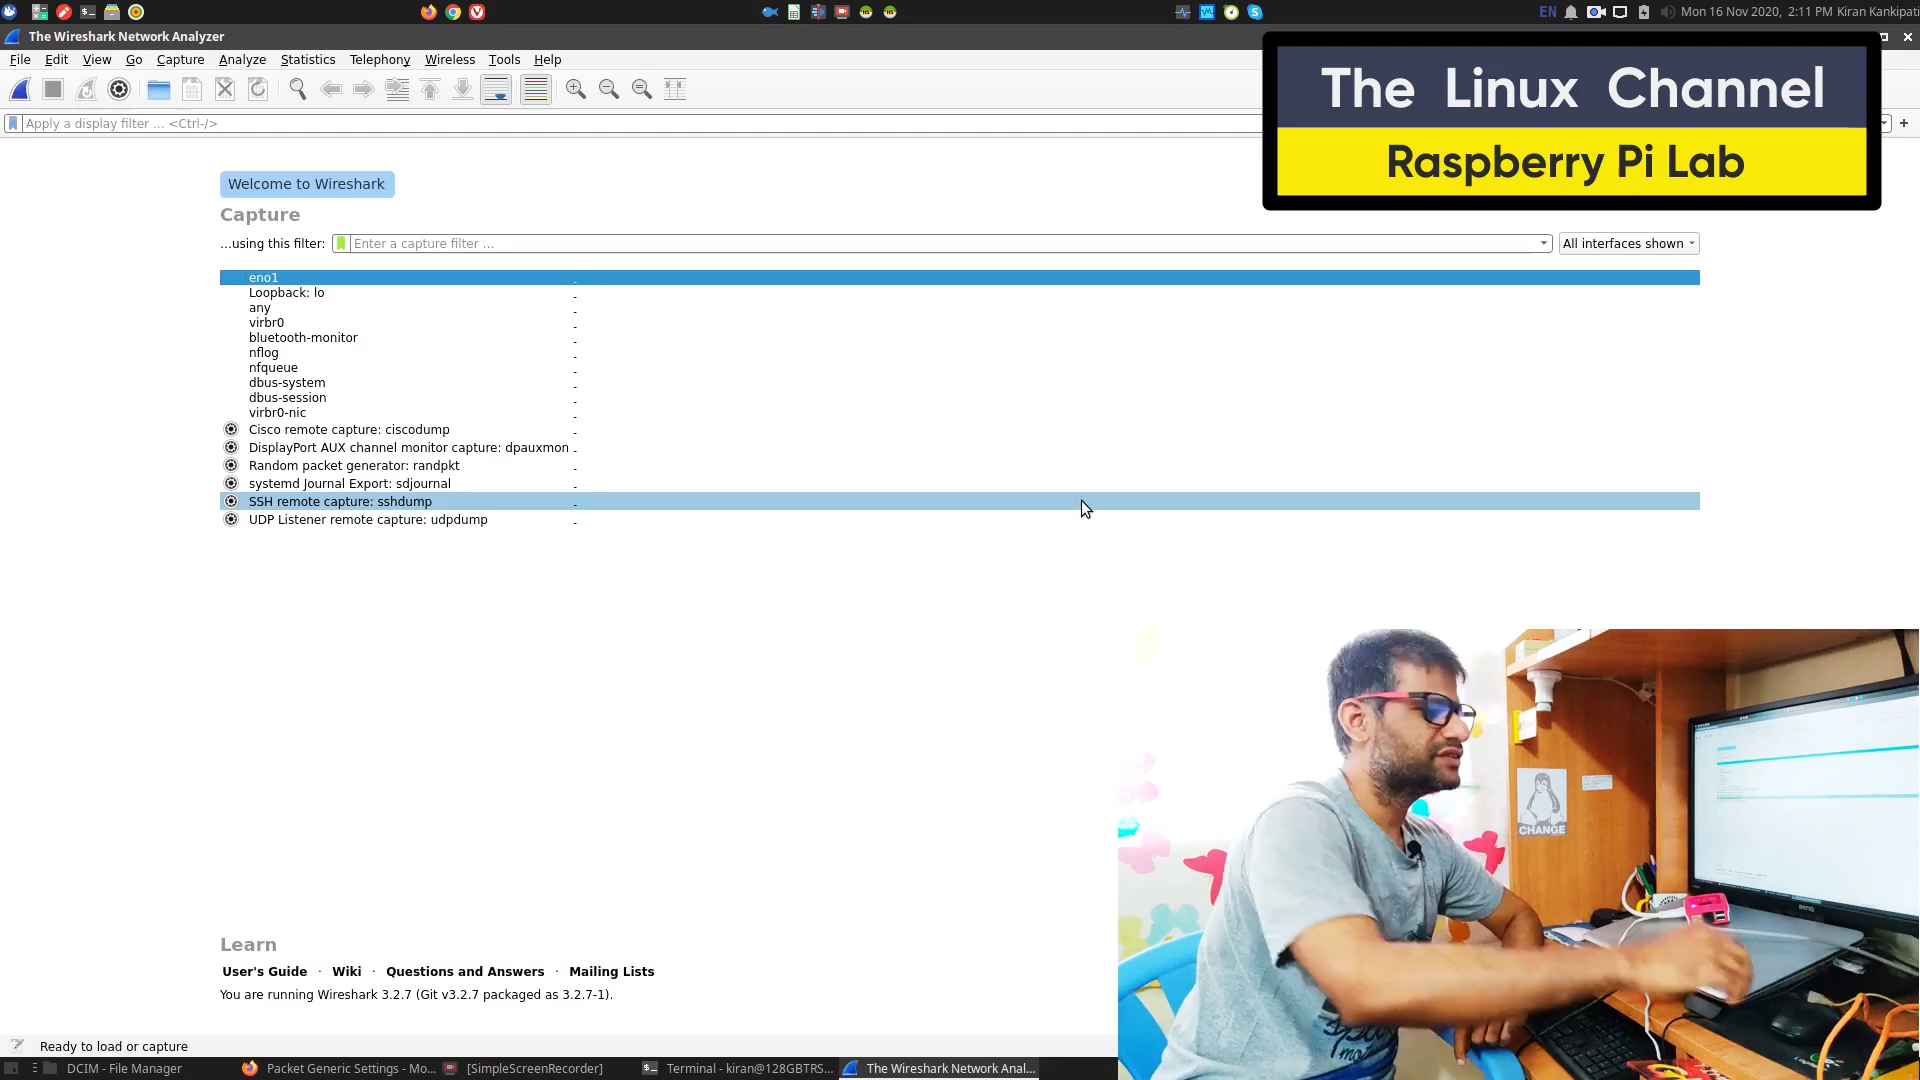 EN Mon 16 Nov 2020, 2:11 PM Kiran Kankipati
The Wireshark Network Analyzer
File Edit View Go Capture Analyze Statistics Telephony Wireless Tools Help
Apply a display filter … <Ctrl-/>
+
The Linux Channel
Raspberry Pi Lab
Welcome to Wireshark
Capture
…using this filter: Enter a capture filter … All interfaces shown
eno1
Loopback: lo
any
virbr0
bluetooth-monitor
nflog
nfqueue
dbus-system
dbus-session
virbr0-nic
Cisco remote capture: ciscodump
DisplayPort AUX channel monitor capture: dpauxmon
Random packet generator: randpkt
systemd Journal Export: sdjournal
SSH remote capture: sshdump
UDP Listener remote capture: udpdump
CHANGE
BenQ
Learn
User's Guide · Wiki · Questions and Answers · Mailing Lists
You are running Wireshark 3.2.7 (Git v3.2.7 packaged as 3.2.7-1).
Ready to load or capture
DCIM - File Manager Packet Generic Settings - Mo... [SimpleScreenRecorder] Terminal - kiran@128GBTRS... The Wireshark Network Anal...